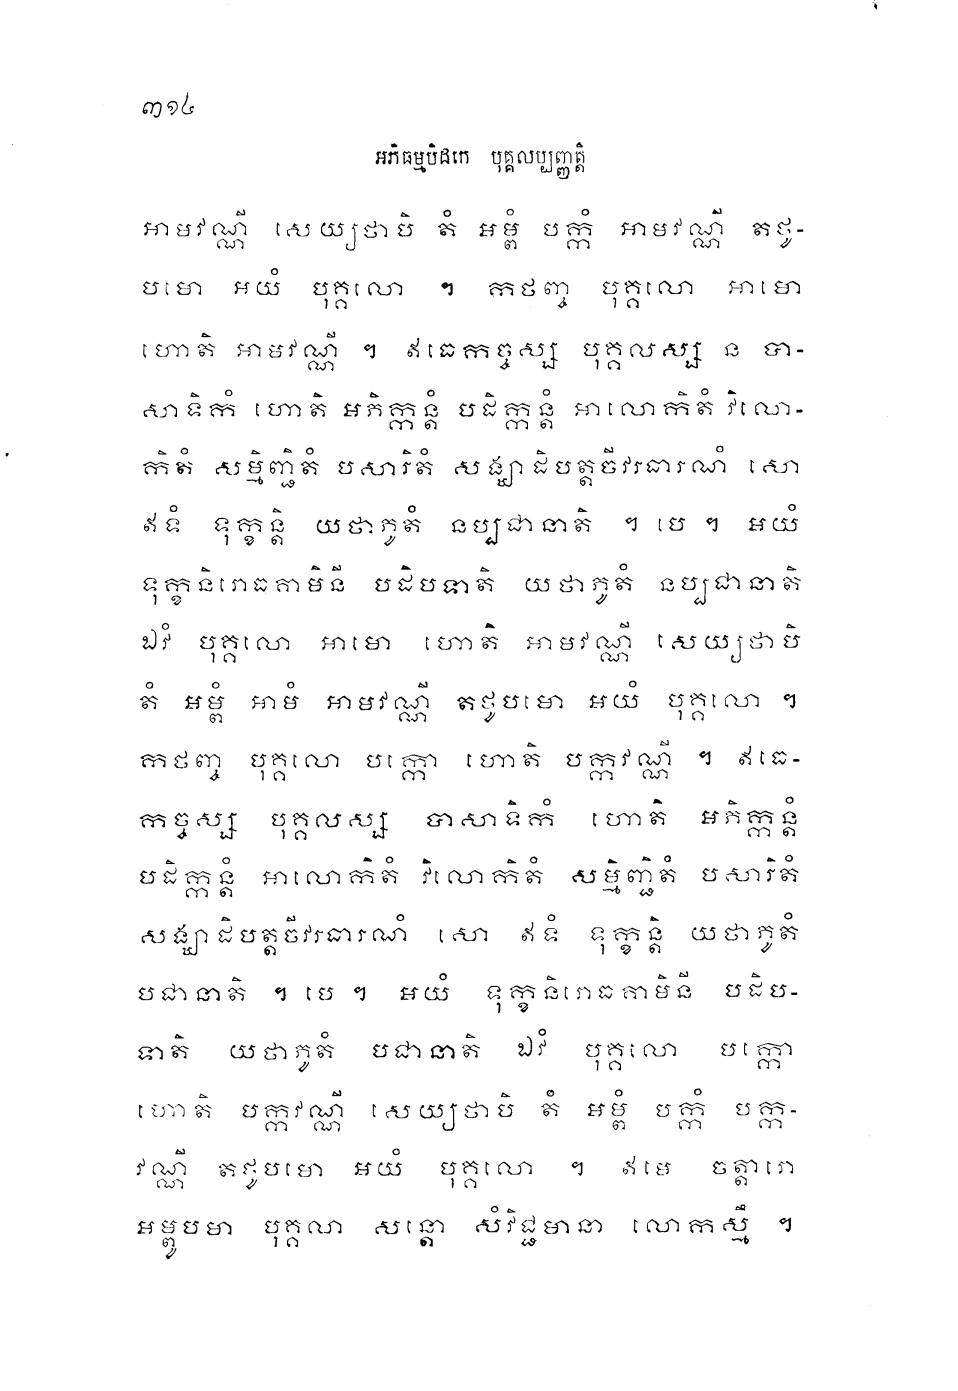 ៣១៤
អភិធម្មបិដកេ បុគ្គលប្បញ្ញត្តិ
អាមវណ្ណី សេយ្យថាបិ តំ អម្ពំ បក្កំ អាមវណ្ណី តថូ-
បមោ អយំ បុគ្គលោ ។ កថញ្ច បុគ្គលោ អាមោ
ហោតិ អាមវណ្ណី ។ ឥធេកច្ចស្ស បុគ្គលស្ស ន បា-
សាទិកំ ហោតិ អភិក្កន្តំ បដិក្កន្តំ អាលោកិតំ វិលោ-
កិតំ សម្មិញ្ជិតំ បសារិតំ សង្ឃាដិបត្តចីវរធារណំ សោ
ឥទំ ទុក្ខន្តិ យថាភូតំ នប្បជានាតិ ។ បេ ។ អយំ
ទុក្ខនិរោធគាមិនី បដិបទាតិ យថាភូតំ នប្បជានាតិ
ឯវំ បុគ្គលោ អាមោ ហោតិ អាមវណ្ណី សេយ្យថាបិ
តំ អម្ពំ អាមំ អាមវណ្ណី តថូបមោ អយំ បុគ្គលោ ។
កថញ្ច បុគ្គលោ បក្កោ ហោតិ បក្កវណ្ណី ។ ឥធេ-
កច្ចស្ស បុគ្គលស្ស បាសាទិកំ ហោតិ អភិក្កន្តំ
បដិក្កន្តំ អាលោកិតំ វិលោកិតំ សម្មិញ្ជិតំ បសារិតំ
សង្ឃាដិបត្តចីវរធារណំ សោ ឥទំ ទុក្ខន្តិ យថាភូតំ
បជានាតិ ។ បេ ។ អយំ ទុក្ខនិរោធគាមិនី បដិប-
ទាតិ យថាភូតំ បជានាតិ ឯវំ បុគ្គលោ បក្កោ
ហោតិ បក្កវណ្ណី សេយ្យថាបិ តំ អម្ពំ បក្កំ បក្ក-
វណ្ណី តថូបមោ អយំ បុគ្គលោ ។ ឥមេ ចត្តារោ
អម្ពូបមា បុគ្គលា សន្តោ សំវិជ្ជមានា លោកស្មឹ ។